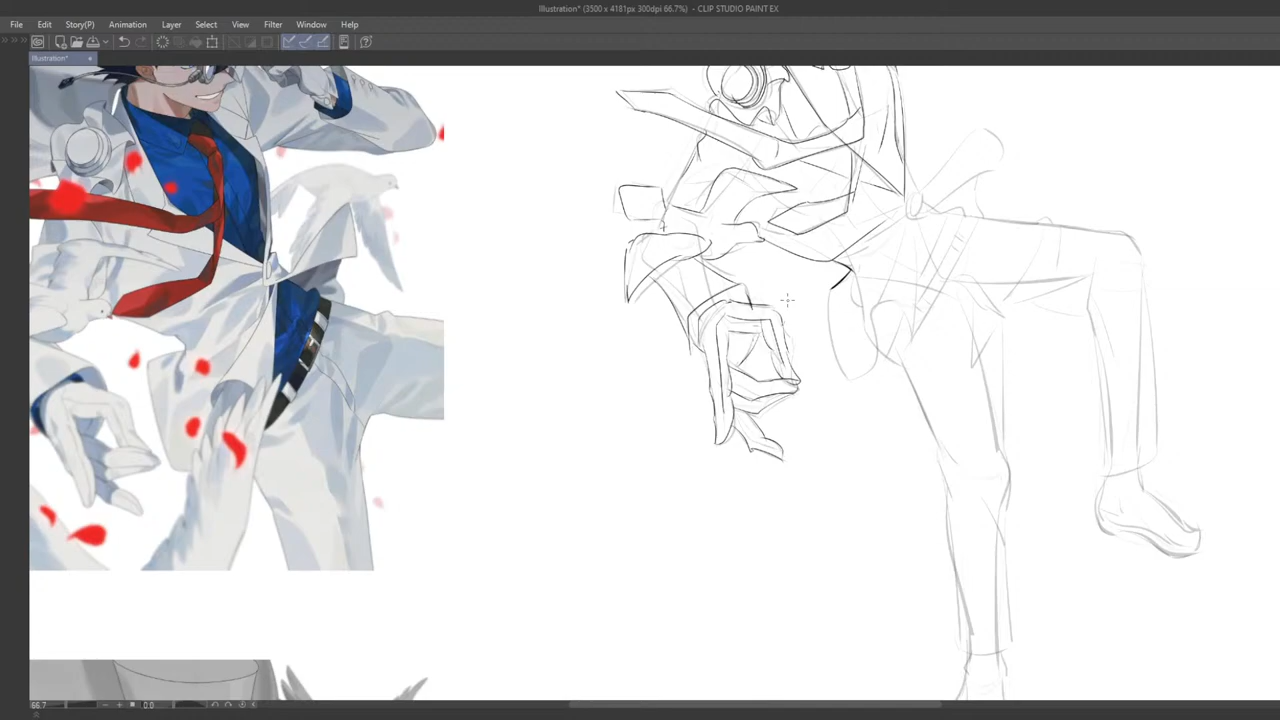 Illustration* (3500 x 4181px 300dpi 66.7%) - CLIP STUDIO PAINT EX
File Edit Story(P) Animation Layer Select View Filter Window Help
Illustration*
66.7
0.0